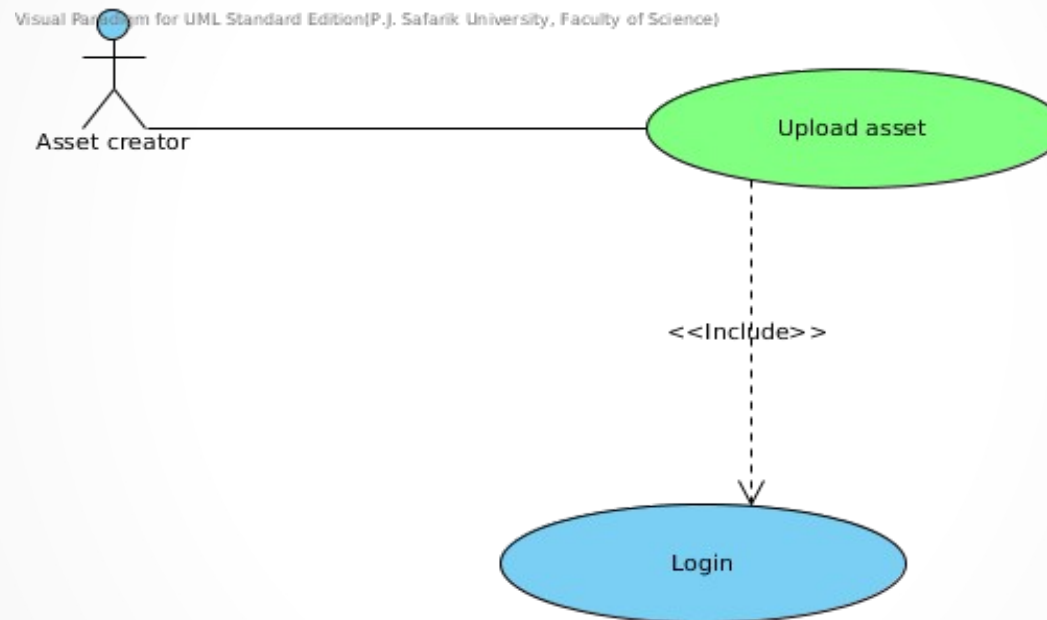 Visual Paradigm for UML Standard Edition(P.J. Safarik University, Faculty of Science)
Upload asset
Asset creator
<<Include>>
Login